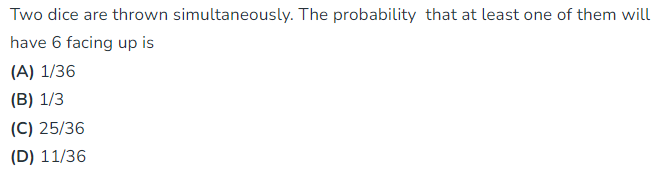 Two dice are thrown simultaneously. The probability that at least one of them will
have 6 facing up is
(A) 1/36
(B) 1/3
(C) 25/36
(D) 11/36